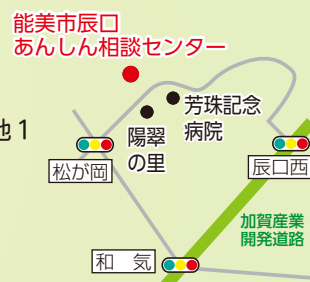 能美市辰口
あんしん相談センター
芳珠記念
病院
地1
陽翠
の里
松が岡
辰口西
加賀産業
開発道路
和 気